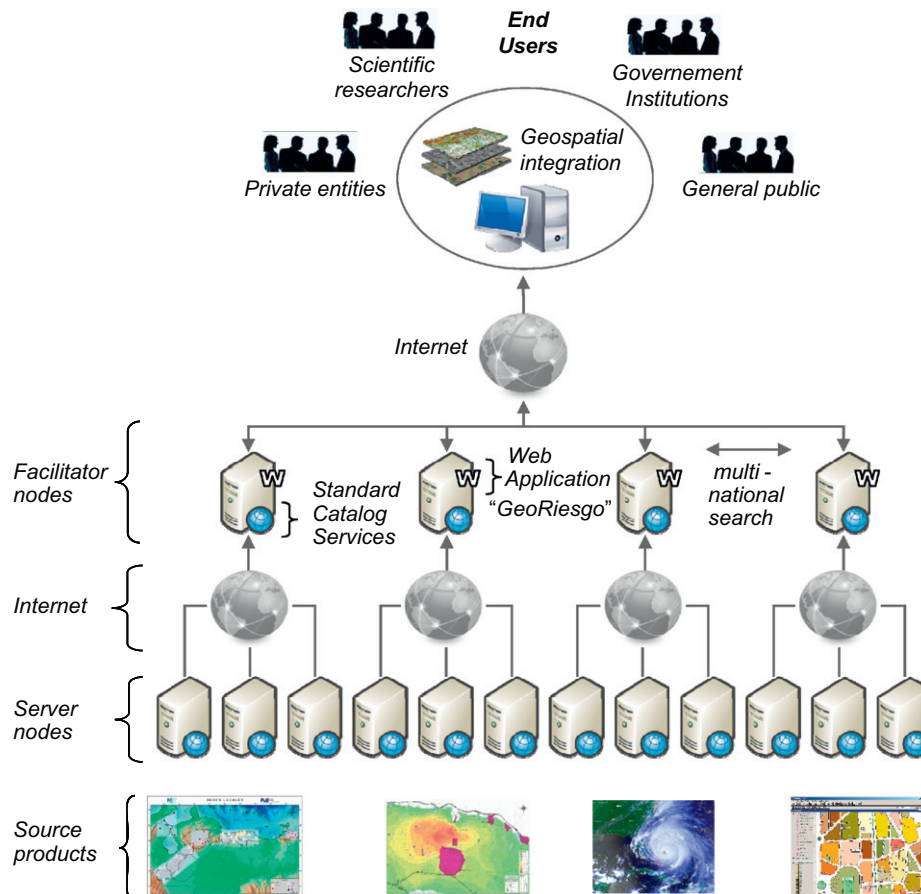 End
Users
Scientific
researchers
Governement
Institutions
Geospatial
integration
Private entities
General public
Internet
Facilitator
nodes
W
W
W
W
Web
Application
"GeoRiesgo"
multi -
national
search
Standard
Catalog
Services
Internet
Server
nodes
Source
products